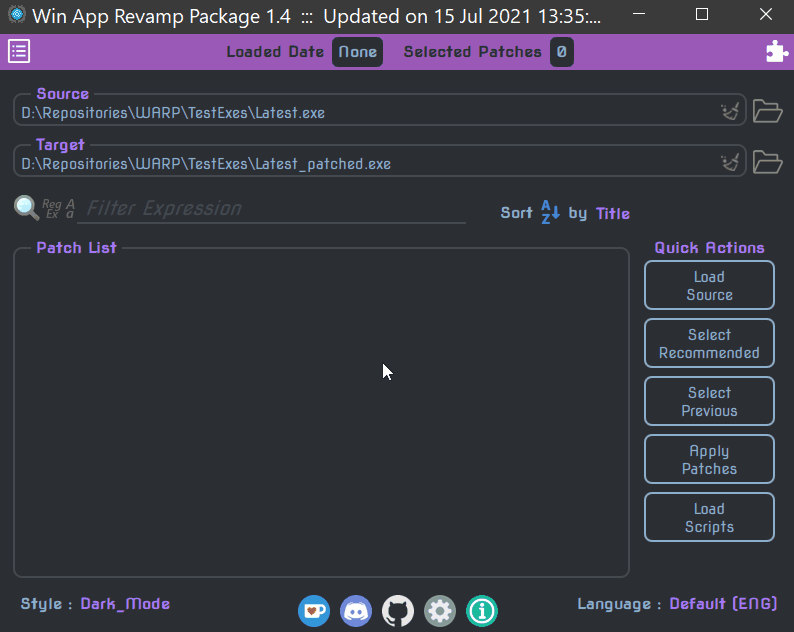 Win App Revamp Package 1.4 ::: Updated on 15 Jul 2021 13:35:...
Loaded Date None Selected Patches 0
Source
D:\Repositories\WARP\TestExes\Latest.exe
Target
D:\Repositories\WARP\TestExes\Latest_patched.exe
Reg
Ex
A
a
Filter Expression
Sort A
Z by Title
Patch List
Quick Actions
Load
Source
Select
Recommended
Select
Previous
Apply
Patches
Load
Scripts
Style : Dark_Mode
Language : Default (ENG)